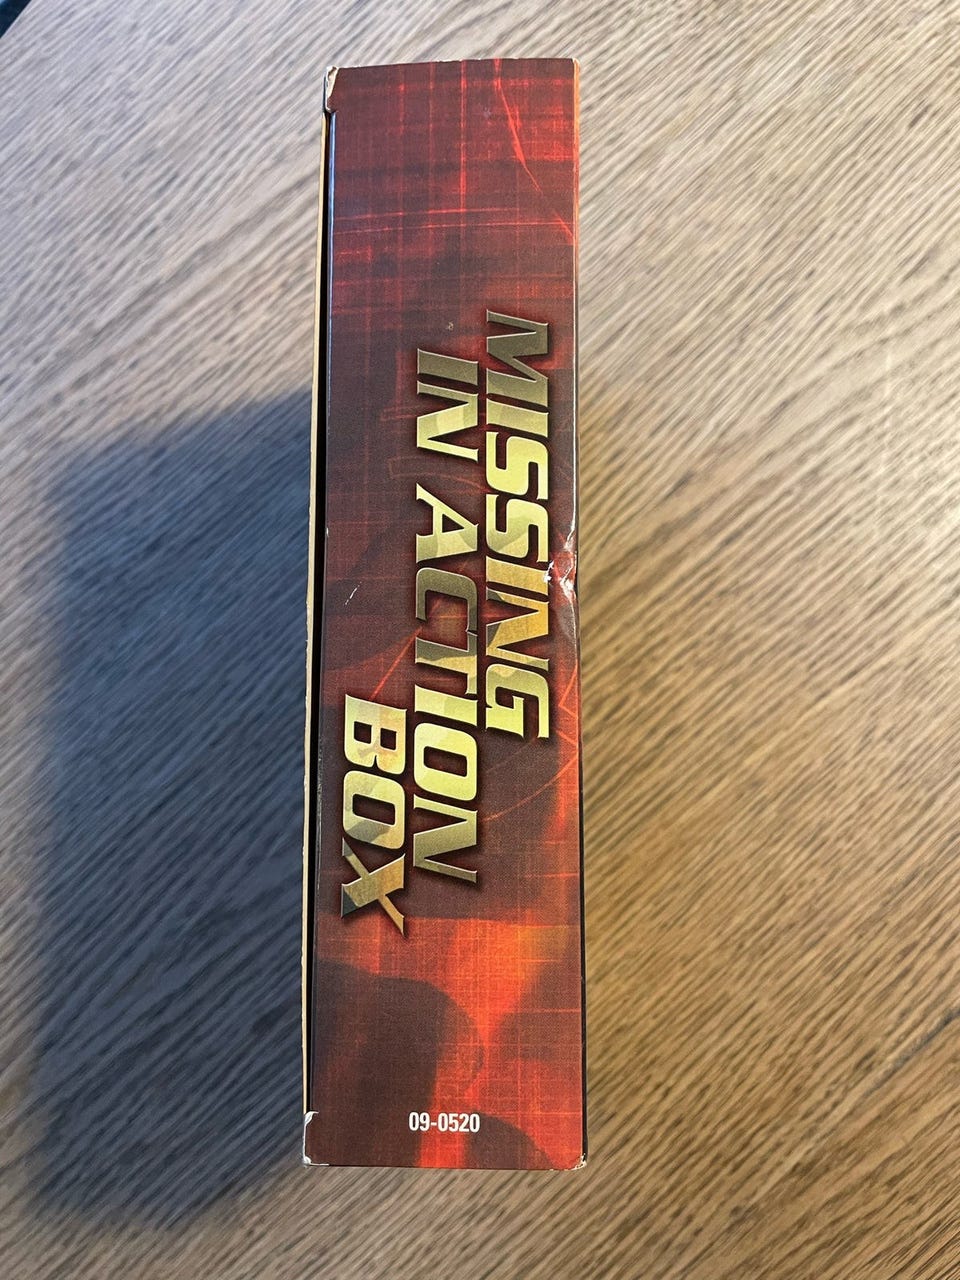 MISSING
IN ACTION
BOX
09-0520